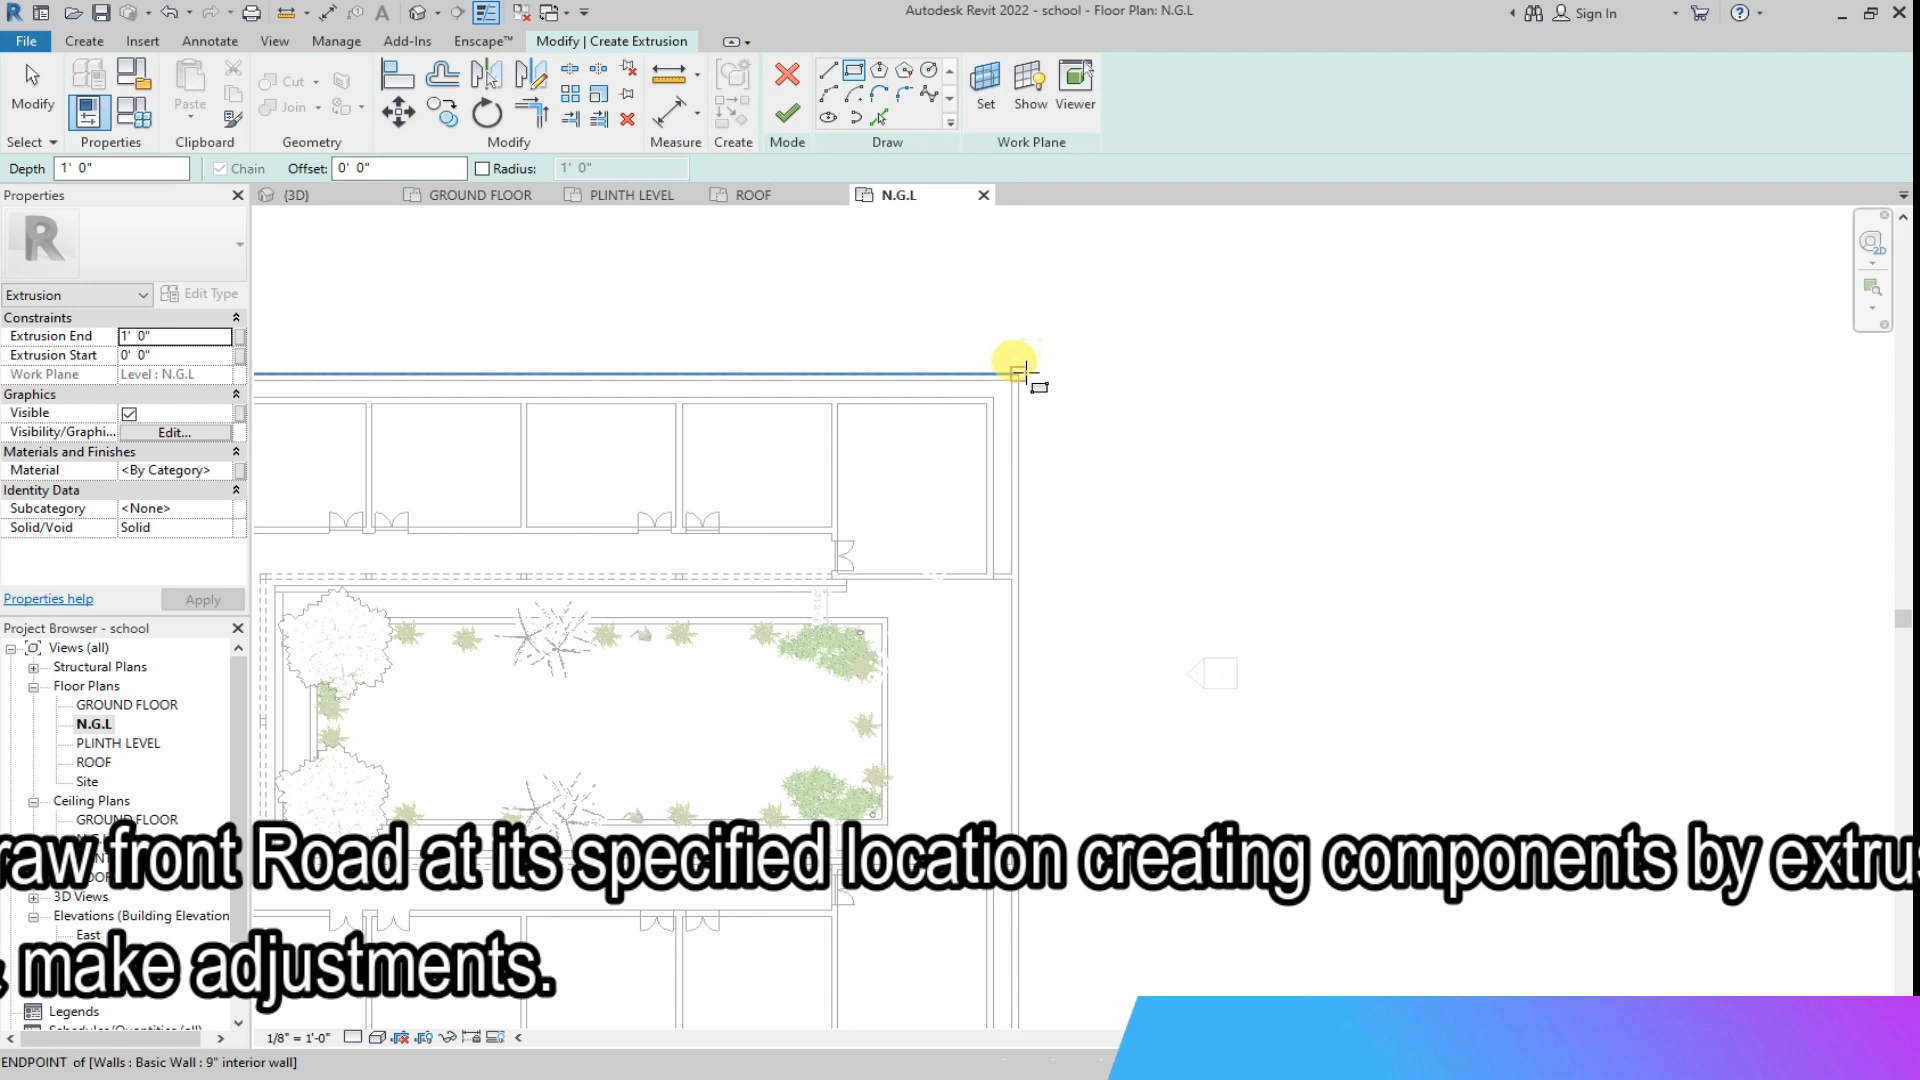 Autodesk Revit 2022 - school - Floor Plan: N.G.L
Sign In
File Create Insert Annotate View Manage Add-Ins Enscape™ Modify | Create Extrusion
Modify
Paste
Cut
Join
Set Show Viewer
Select Properties Clipboard Geometry Modify Measure Create Mode Draw Work Plane
Depth 1' 0" Chain Offset: 0' 0" Radius: 1' 0"
Properties
{3D} GROUND FLOOR PLINTH LEVEL ROOF N.G.L
R
2D
Extrusion Edit Type
Constraints
Extrusion End 1' 0"
Extrusion Start 0' 0"
Work Plane Level : N.G.L
Graphics
Visible
Visibility/Graphi... Edit...
Materials and Finishes
Material <By Category>
Identity Data
Subcategory <None>
Solid/Void Solid
Properties help Apply
Project Browser - school
Views (all)
Structural Plans
Floor Plans
GROUND FLOOR
N.G.L
PLINTH LEVEL
ROOF
Site
Ceiling Plans
GROUND FLOOR
raw front Road at its specified location creating components by extrus
3D Views
Elevations (Building Elevation
East
& make adjustments.
Legends
1/8" = 1'-0"
ENDPOINT of [Walls : Basic Wall : 9" interior wall]